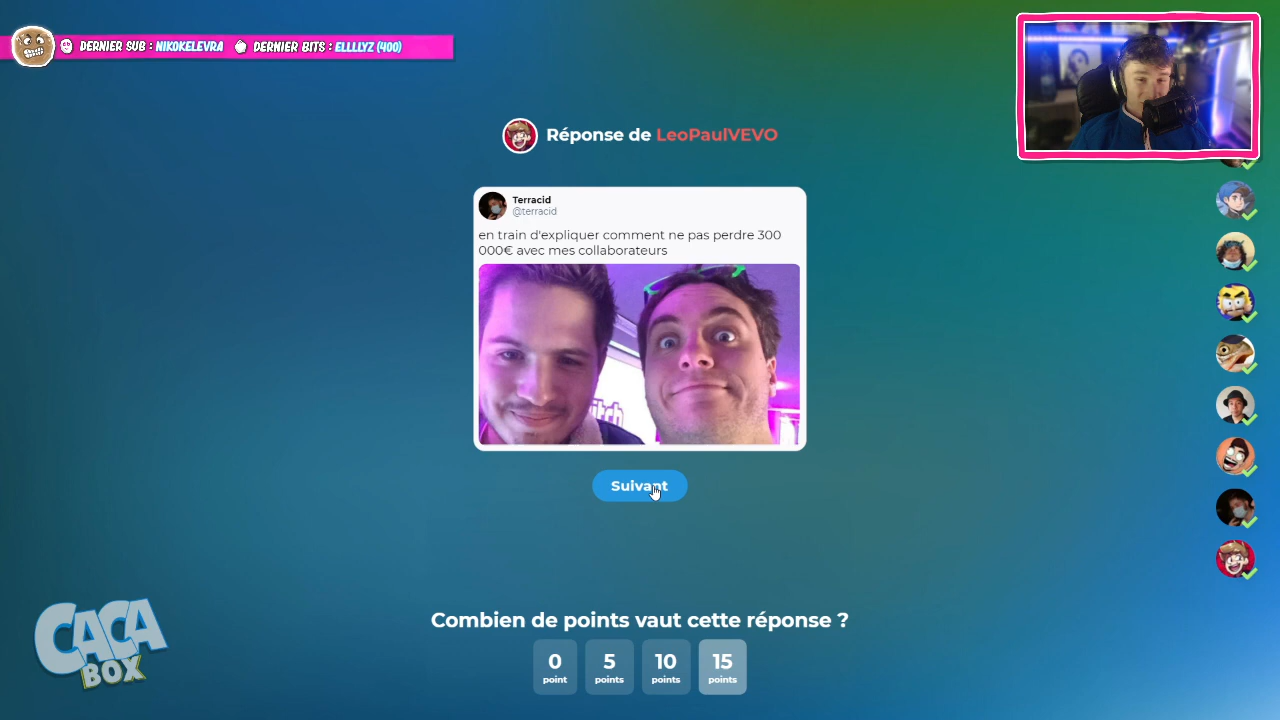 DERNIER SUB : NIKOKELEVRA DERNIER BITS : ELLLLYZ (400)
Réponse de LeoPaulVEVO
Terracid
@terracid
en train d'expliquer comment ne pas perdre 300
000€ avec mes collaborateurs
itch
Suivant
Combien de points vaut cette réponse ?
0 5 10 15
point points points points
CACA
BOX